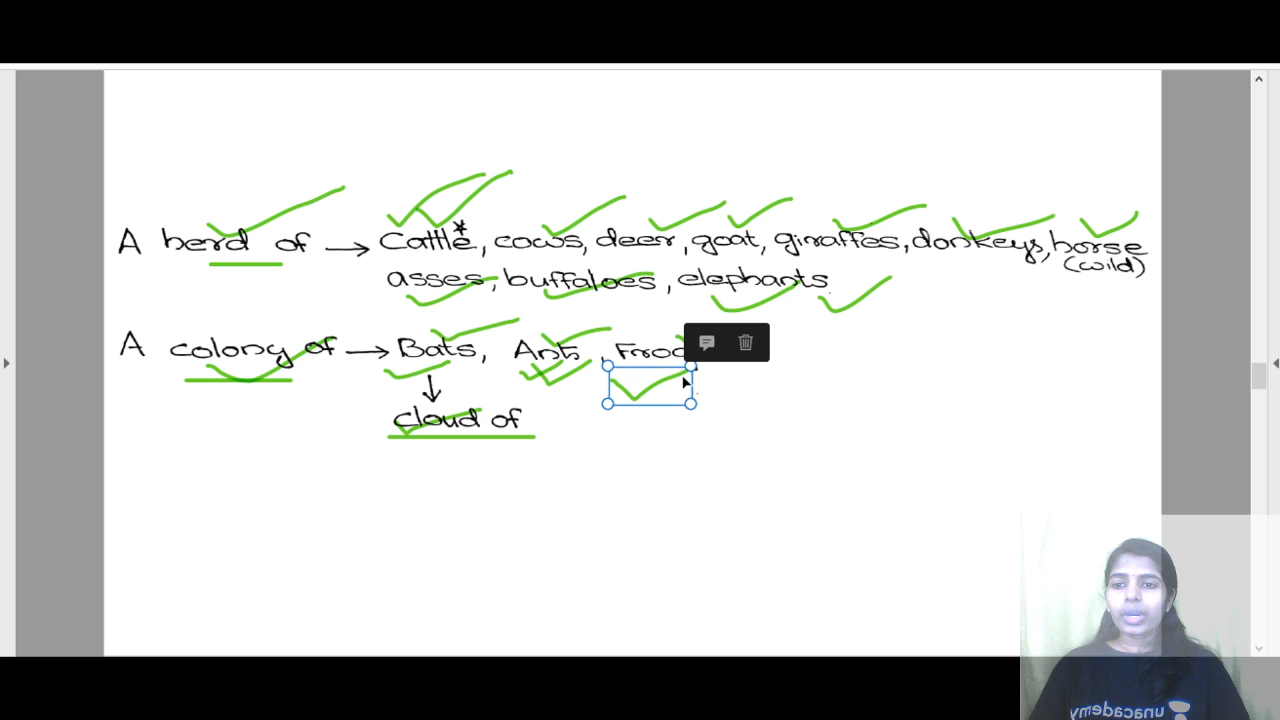 A herd of → Cattle*, cows, deer, goat, giraffes, donkeys, horse
(wild)
asses, buffaloes, elephants
A colony of → Bats, Ants,
↓
cloud of
unacademy